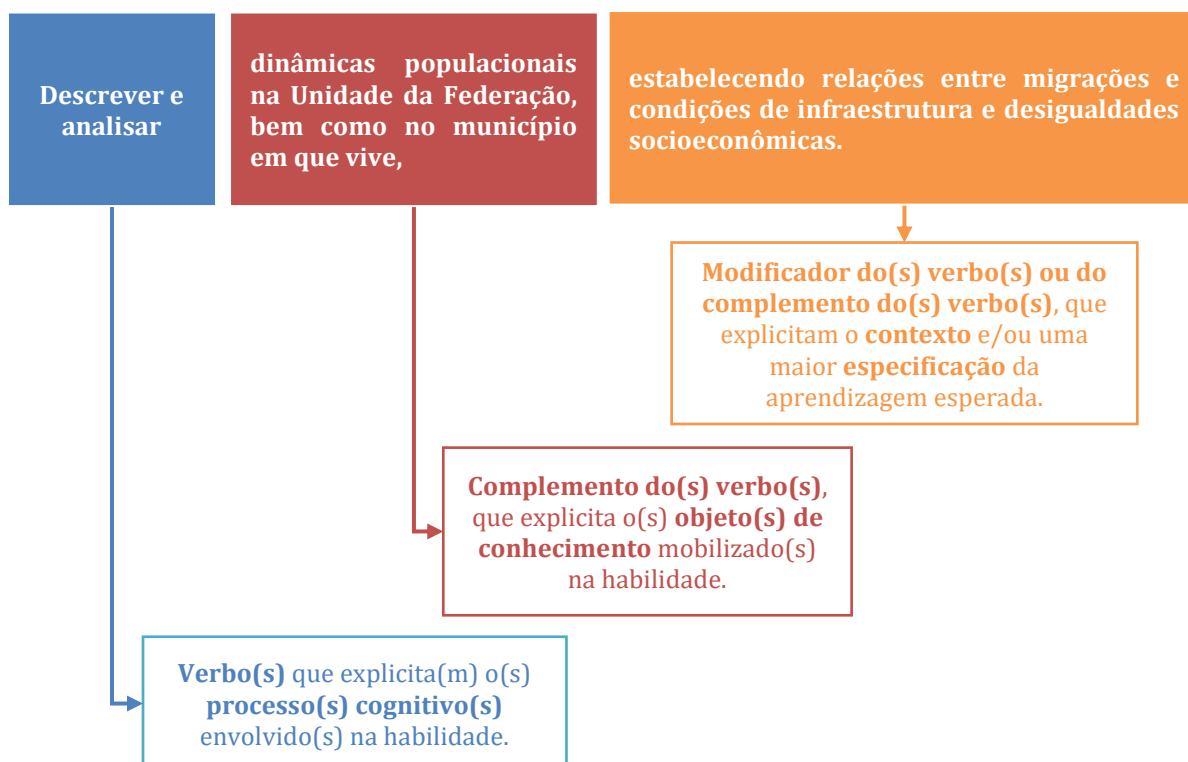 Descrever e
analisar
dinâmicas populacionais
na Unidade da Federação,
bem como no município
em que vive,
estabelecendo relações entre migrações e
condições de infraestrutura e desigualdades
socioeconômicas.
Modificador do(s) verbo(s) ou do
complemento do(s) verbo(s), que
explicitam o contexto e/ou uma
maior especificação da
aprendizagem esperada.
Complemento do(s) verbo(s),
que explicita o(s) objeto(s) de
conhecimento mobilizado(s)
na habilidade.
Verbo(s) que explicita(m) o(s)
processo(s) cognitivo(s)
envolvido(s) na habilidade.